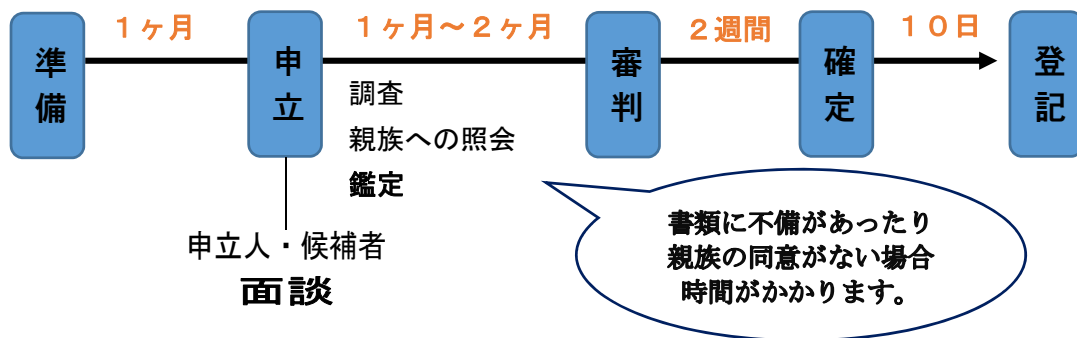 1ヶ月
1ヶ月~2ヶ月
2週間
10日
準備
申立
審判
確定
登記
調査
親族への照会
鑑定
申立人・候補者
面談
書類に不備があったり
親族の同意がない場合
時間がかかります。